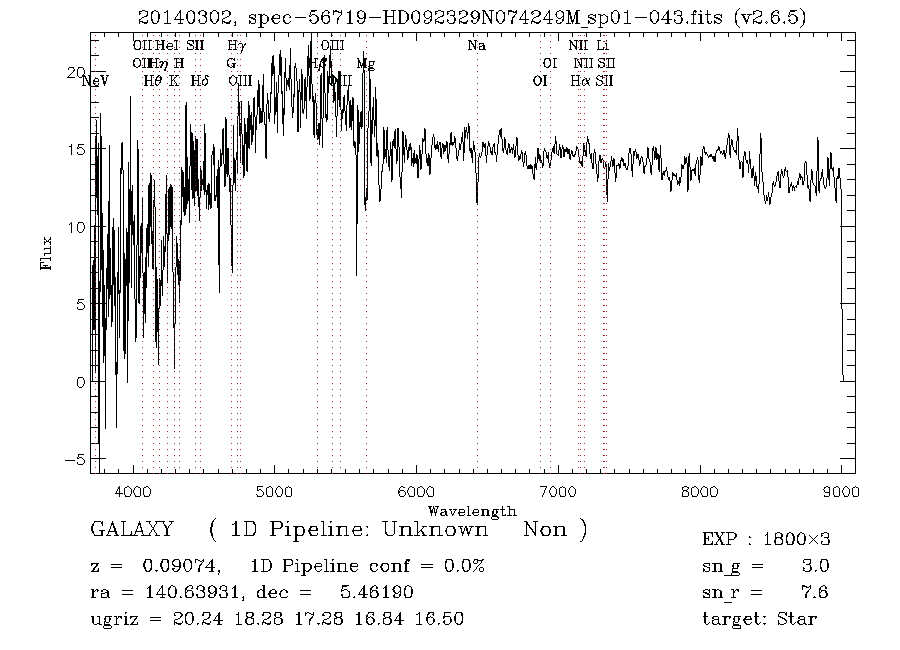 20140302, spec-56719-HD092329N074249M_sp01-043.fits (v2.6.5)
OII HeI SII Hγ OIII Na NII Li
OII Hη H G Hβ Mg OI NII SII
NeV Hθ K Hδ OIII OIII OI Hα SII
20
15
10
5
0
−5
Flux
4000 5000 6000 7000 8000 9000
Wavelength
GALAXY ( 1D Pipeline: Unknown Non )
EXP : 1800×3
z = 0.09074, 1D Pipeline conf = 0.0%
sn_g = 3.0
ra = 140.63931, dec = 5.46190
sn_r = 7.6
ugriz = 20.24 18.28 17.28 16.84 16.50
target: Star